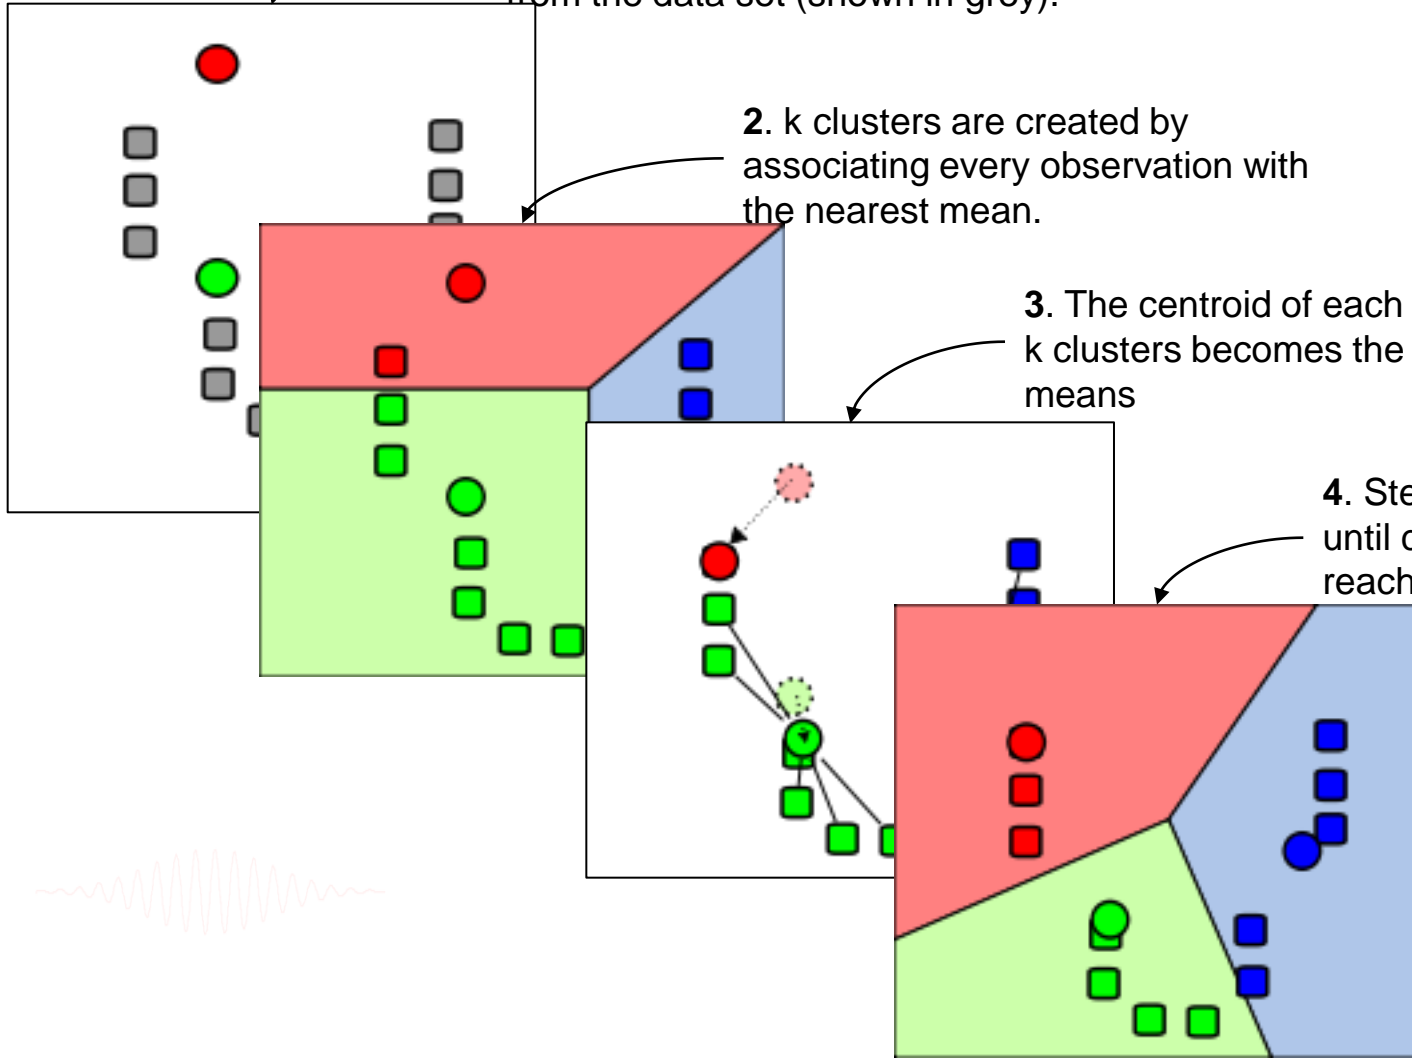 from the data set (shown in grey).
2. k clusters are created by
associating every observation with
the nearest mean.
3. The centroid of each
k clusters becomes the
means
4.
until
reach